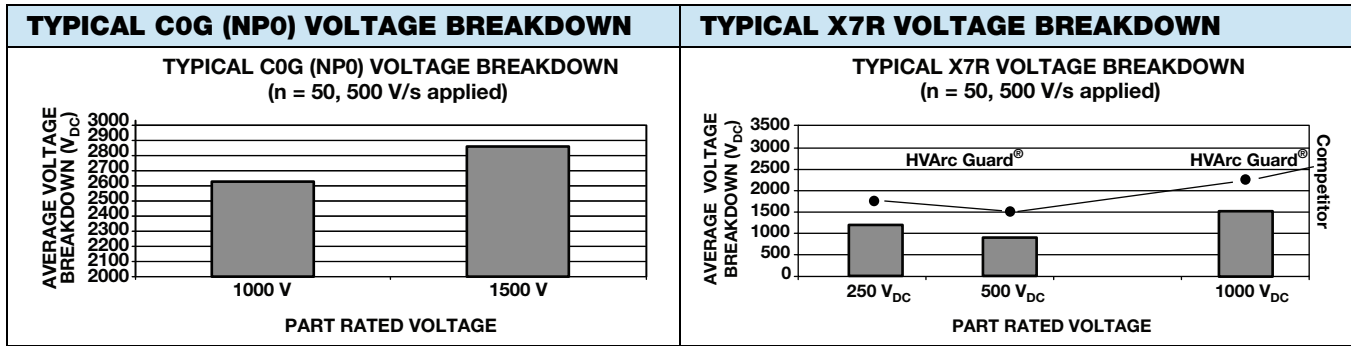 TYPICAL C0G (NP0) VOLTAGE BREAKDOWN
TYPICAL C0G (NP0) VOLTAGE BREAKDOWN
(n = 50, 500 V/s applied)
AVERAGE VOLTAGE
BREAKDOWN (VDC)
3000
2900
2800
2700
2600
2500
2400
2300
2200
2100
2000
1000 V
1500 V
PART RATED VOLTAGE
TYPICAL X7R VOLTAGE BREAKDOWN
TYPICAL X7R VOLTAGE BREAKDOWN
(n = 50, 500 V/s applied)
AVERAGE VOLTAGE
BREAKDOWN (VDC)
3500
3000
2500
2000
1500
1000
500
0
HVArc Guard®
HVArc Guard®
Competitor
250 VDC
500 VDC
1000 VDC
PART RATED VOLTAGE